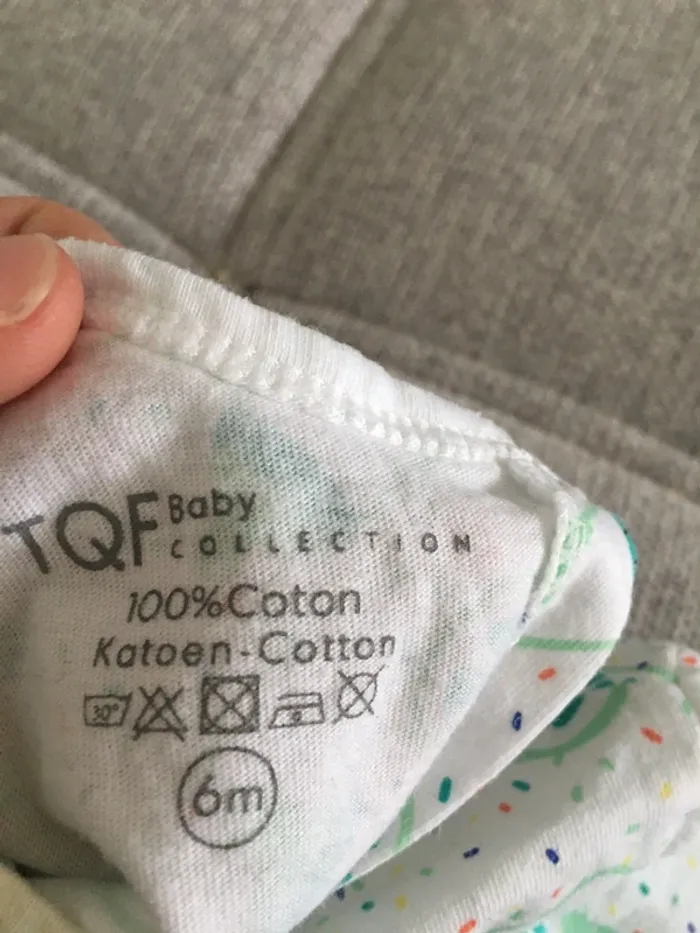 TQF Baby
COLLECTION
100%Coton
Katoen-Cotton
30°
6m